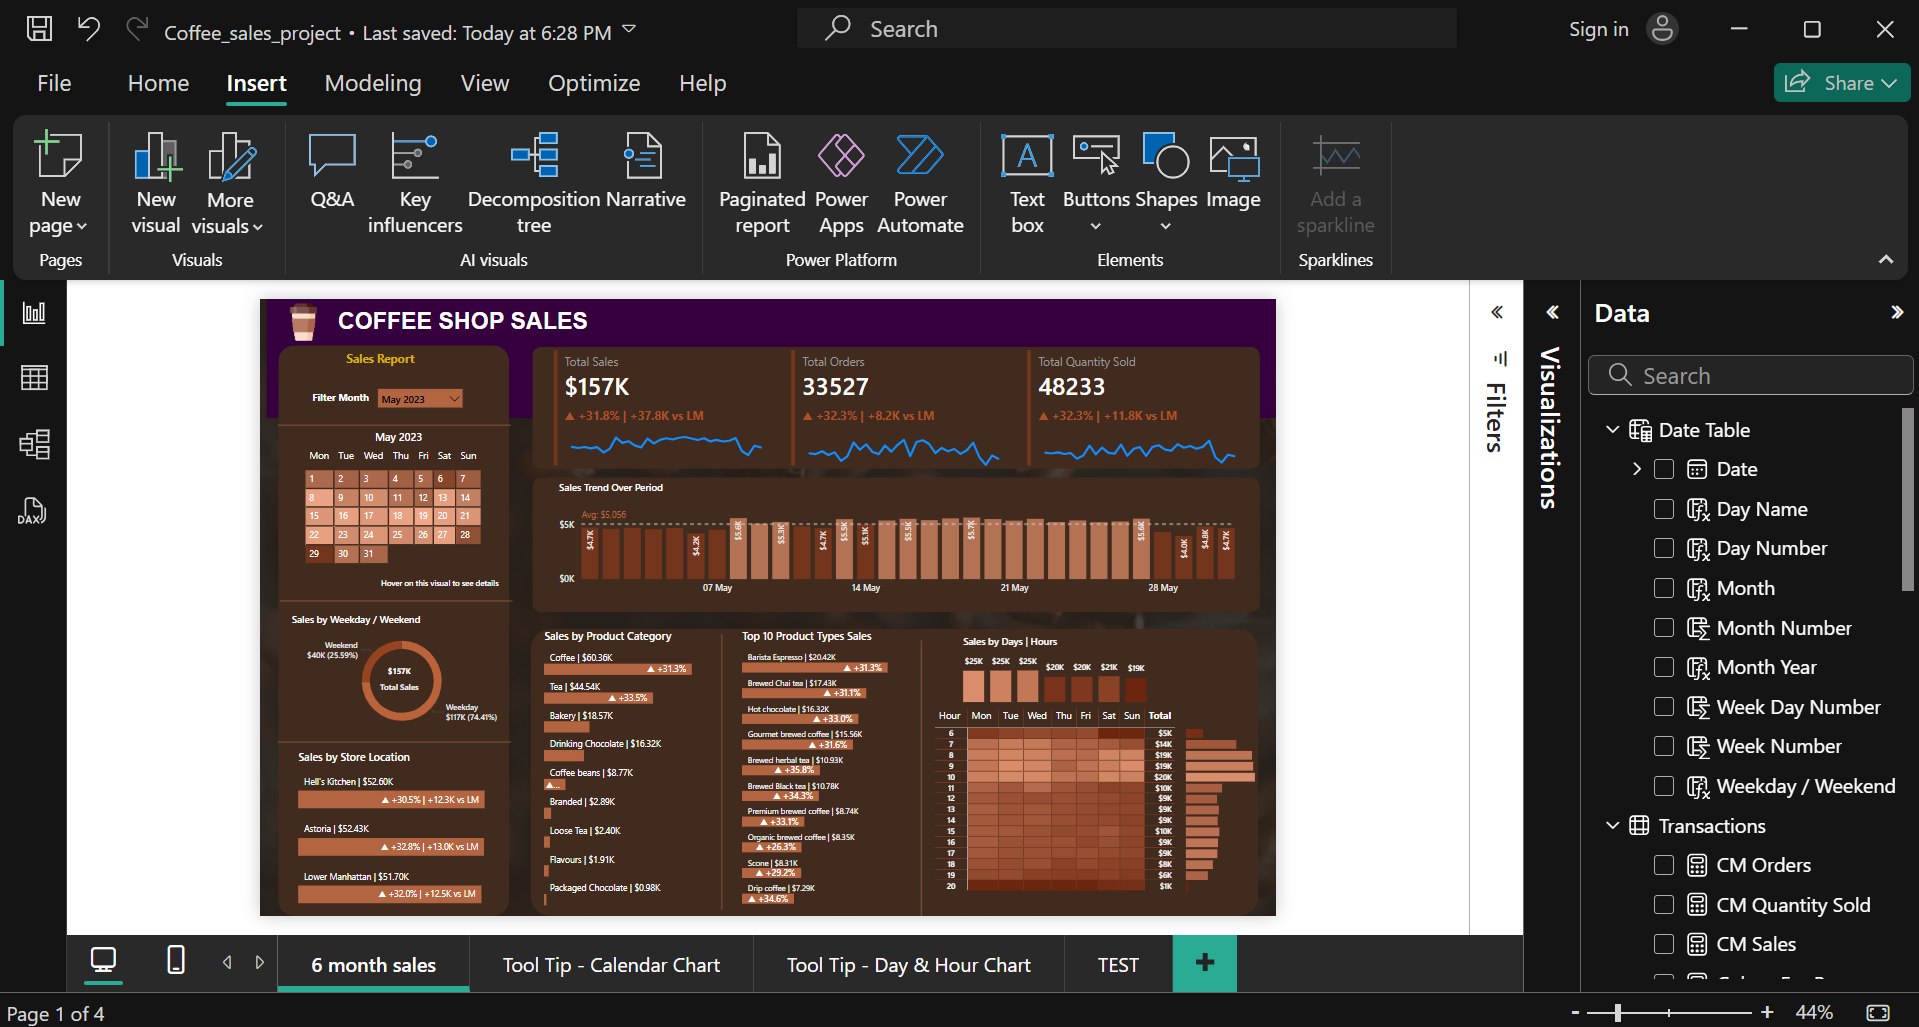 Coffee_sales_project • Last saved: Today at 6:28 PM
Search
Sign in
File
Home
Insert
Modeling
View
Optimize
Help
Share
New page
New visual
More visuals
Q&A
Key influencers
Decomposition tree
Narrative
Paginated report
Power Apps
Power Automate
Text box
Buttons
Shapes
Image
Add a sparkline
Pages
Visuals
AI visuals
Power Platform
Elements
Sparklines
DAX
COFFEE SHOP SALES
Sales Report
Filter Month
May 2023
May 2023
Mon Tue Wed Thu Fri Sat Sun
1 2 3 4 5 6 7
8 9 10 11 12 13 14
15 16 17 18 19 20 21
22 23 24 25 26 27 28
29 30 31
Hover on this visual to see details
Sales by Weekday / Weekend
Weekend
$40K (25.59%)
$157K
Total Sales
Weekday
$117K (74.41%)
Sales by Store Location
Hell's Kitchen | $52.60K
▲ +30.5% | +12.3K vs LM
Astoria | $52.43K
▲ +32.8% | +13.0K vs LM
Lower Manhattan | $51.70K
▲ +32.0% | +12.5K vs LM
Total Sales
$157K
▲ +31.8% | +37.8K vs LM
Total Orders
33527
▲ +32.3% | +8.2K vs LM
Total Quantity Sold
48233
▲ +32.3% | +11.8K vs LM
Sales Trend Over Period
Avg: $5,056
$5K
$0K
$4.7K $4.2K $5.6K $5.3K $4.7K $5.5K $5.1K $5.5K $5.7K $5.6K $4.0K $4.8K $4.7K
07 May 14 May 21 May 28 May
Sales by Product Category
Coffee | $60.36K
▲ +31.3%
Tea | $44.54K
▲ +33.5%
Bakery | $18.57K
Drinking Chocolate | $16.32K
Coffee beans | $8.77K
▲...
Branded | $2.89K
Loose Tea | $2.40K
Flavours | $1.91K
Packaged Chocolate | $0.98K
Top 10 Product Types Sales
Barista Espresso | $20.42K
▲ +31.3%
Brewed Chai tea | $17.43K
▲ +31.1%
Hot chocolate | $16.32K
▲ +33.0%
Gourmet brewed coffee | $15.56K
▲ +31.6%
Brewed herbal tea | $10.93K
▲ +35.8%
Brewed Black tea | $10.78K
▲ +34.3%
Premium brewed coffee | $8.74K
▲ +33.1%
Organic brewed coffee | $8.35K
▲ +26.3%
Scone | $8.31K
▲ +29.2%
Drip coffee | $7.29K
▲ +34.6%
Sales by Days | Hours
$25K $25K $25K $20K $20K $21K $19K
Hour Mon Tue Wed Thu Fri Sat Sun Total
6 $5K
7 $14K
8 $19K
9 $19K
10 $20K
11 $10K
12 $9K
13 $9K
14 $9K
15 $10K
16 $9K
17 $9K
18 $8K
19 $6K
20 $1K
Filters
Visualizations
Data
Search
Date Table
Date
Day Name
Day Number
Month
Month Number
Month Year
Week Day Number
Week Number
Weekday / Weekend
Transactions
CM Orders
CM Quantity Sold
CM Sales
6 month sales
Tool Tip - Calendar Chart
Tool Tip - Day & Hour Chart
TEST
+
Page 1 of 4
- + 44%